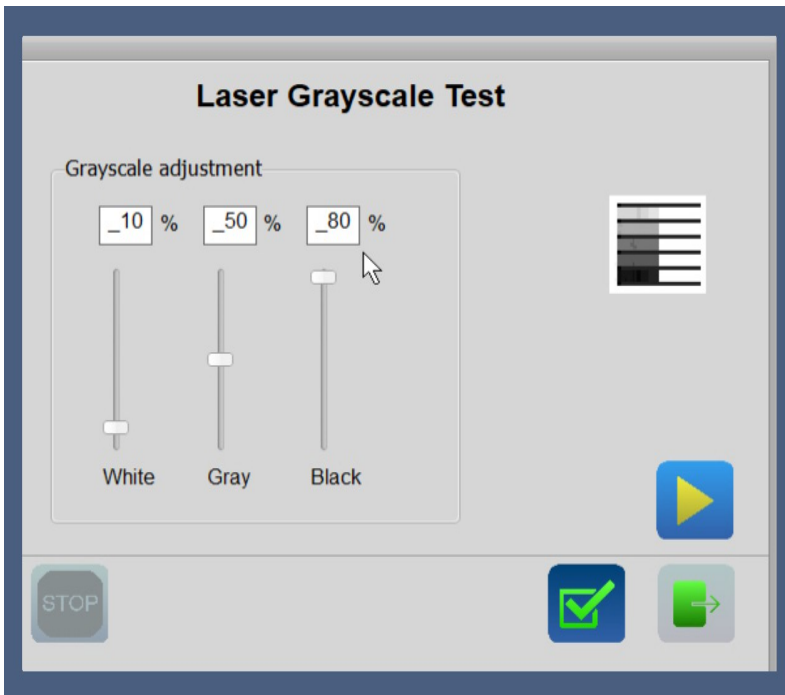 Laser Grayscale Test
Grayscale adjustment
_10 % _50 % _80 %
White Gray Black
STOP